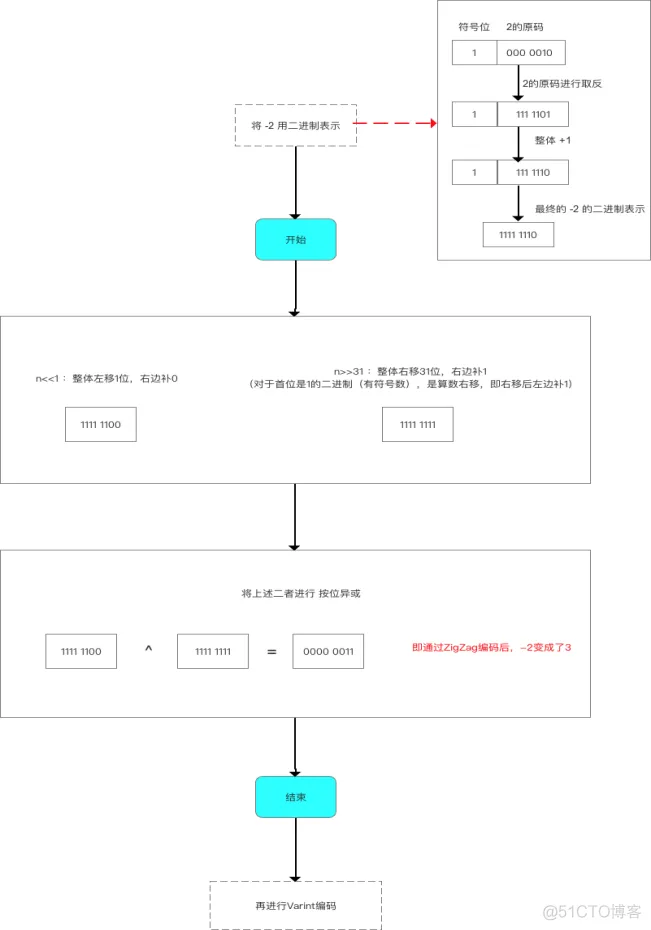 符号位 2的原码
1 000 0010
2的原码进行取反
1 111 1101
整体 +1
1 111 1110
最终的 -2 的二进制表示
1111 1110
将 -2 用二进制表示
开始
n<<1 ：整体左移1位，右边补0
1111 1100
n>>31 ：整体右移31位，右边补1
（对于首位是1的二进制（有符号数），是算数右移，即右移后左边补1）
1111 1111
将上述二者进行 按位异或
1111 1100 ^ 1111 1111 = 0000 0011
即通过ZigZag编码后，-2变成了3
结束
再进行Varint编码
@51CTO博客